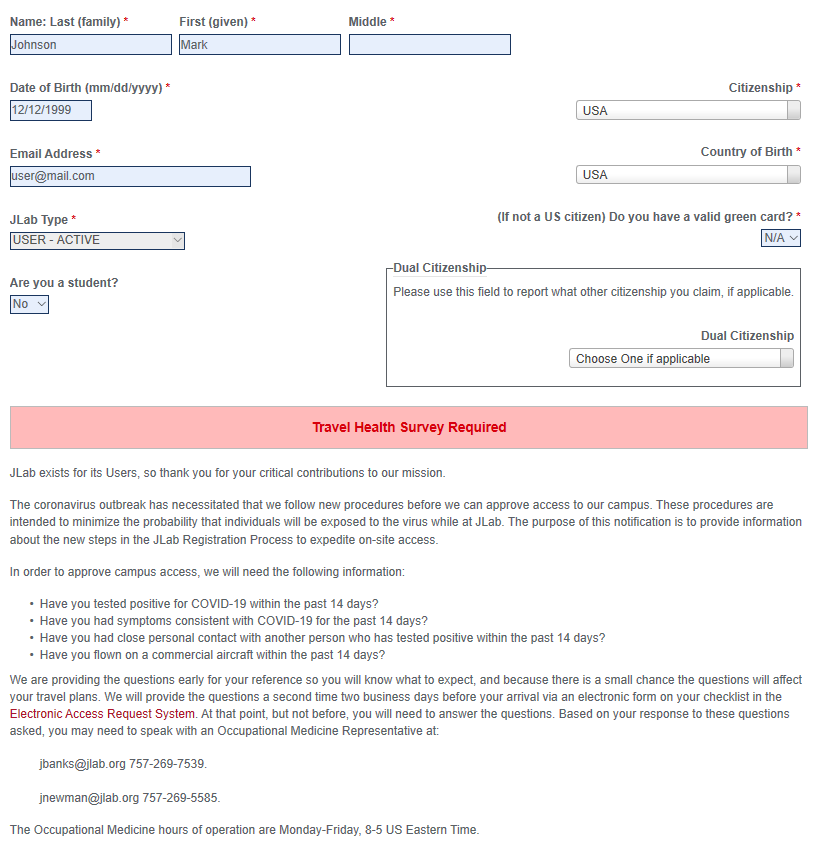 Name: Last (family) * First (given) * Middle *
Johnson Mark
Date of Birth (mm/dd/yyyy) * Citizenship *
12/12/1999 USA
Email Address * Country of Birth *
user@mail.com USA
JLab Type * (If not a US citizen) Do you have a valid green card? *
USER - ACTIVE N/A
Are you a student?
No
Dual Citizenship
Please use this field to report what other citizenship you claim, if applicable.
Dual Citizenship
Choose One if applicable
Travel Health Survey Required
JLab exists for its Users, so thank you for your critical contributions to our mission.
The coronavirus outbreak has necessitated that we follow new procedures before we can approve access to our campus. These procedures are
intended to minimize the probability that individuals will be exposed to the virus while at JLab. The purpose of this notification is to provide information
about the new steps in the JLab Registration Process to expedite on-site access.
In order to approve campus access, we will need the following information:
• Have you tested positive for COVID-19 within the past 14 days?
• Have you had symptoms consistent with COVID-19 for the past 14 days?
• Have you had close personal contact with another person who has tested positive within the past 14 days?
• Have you flown on a commercial aircraft within the past 14 days?
We are providing the questions early for your reference so you will know what to expect, and because there is a small chance the questions will affect
your travel plans. We will provide the questions a second time two business days before your arrival via an electronic form on your checklist in the
Electronic Access Request System. At that point, but not before, you will need to answer the questions. Based on your response to these questions
asked, you may need to speak with an Occupational Medicine Representative at:
jbanks@jlab.org 757-269-7539.
jnewman@jlab.org 757-269-5585.
The Occupational Medicine hours of operation are Monday-Friday, 8-5 US Eastern Time.